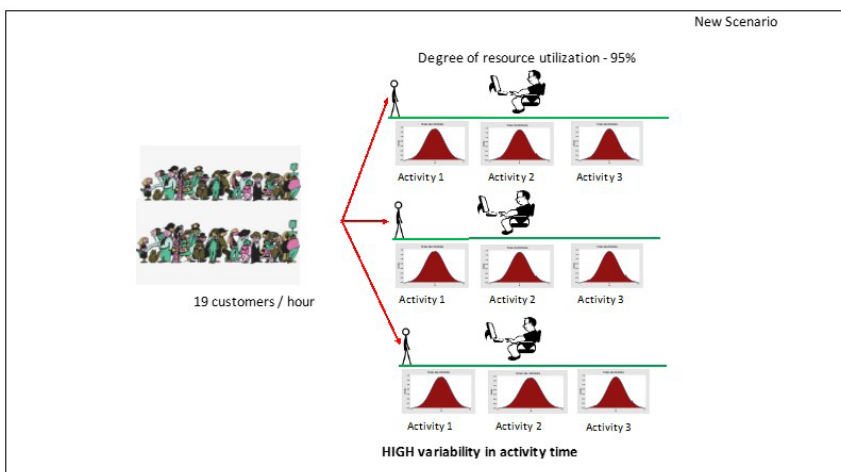 New Scenario
Degree of resource utilization - 95%
Activity 1 Activity 2 Activity 3
Activity 1 Activity 2 Activity 3
19 customers / hour
Activity 1 Activity 2 Activity 3
HIGH variability in activity time